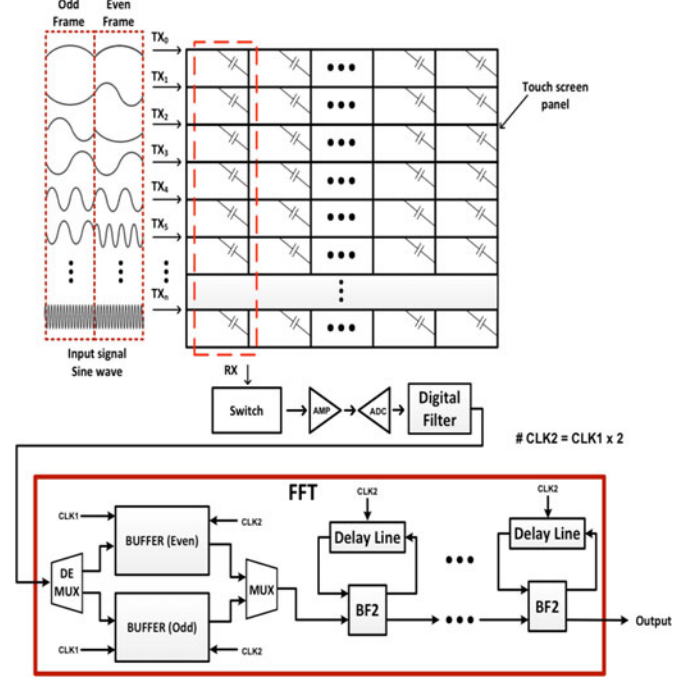 Odd Frame
Even Frame
TX0
TX1
TX2
TX3
TX4
TX5
TXn
Touch screen panel
Input signal
Sine wave
RX
Switch
AMP
ADC
Digital Filter
# CLK2 = CLK1 x 2
FFT
CLK1
CLK2
BUFFER (Even)
DE MUX
MUX
BUFFER (Odd)
CLK1
CLK2
CLK2
Delay Line
BF2
CLK2
Delay Line
BF2
Output